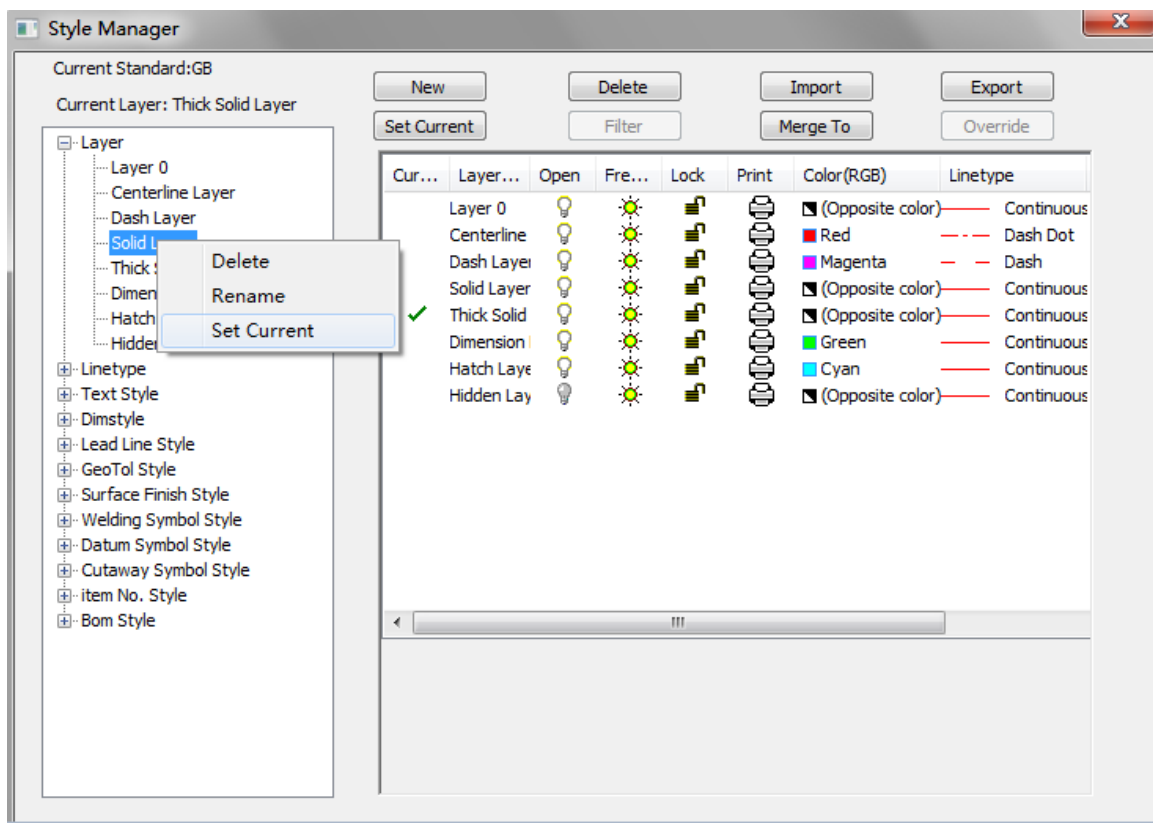 Style Manager
Current Standard:GB
Current Layer: Thick Solid Layer
New
Delete
Import
Export
Set Current
Filter
Merge To
Override
Layer
Layer 0
Centerline Layer
Dash Layer
Solid L
Thick
Dimen
Hatch
Hidde
Linetype
Text Style
Dimstyle
Lead Line Style
GeoTol Style
Surface Finish Style
Welding Symbol Style
Datum Symbol Style
Cutaway Symbol Style
item No. Style
Bom Style
Delete
Rename
Set Current
Cur... Layer... Open Fre... Lock Print Color(RGB) Linetype
Layer 0 (Opposite color) Continuous
Centerline Red Dash Dot
Dash Layer Magenta Dash
Solid Layer (Opposite color) Continuous
Thick Solid (Opposite color) Continuous
Dimension Green Continuous
Hatch Laye Cyan Continuous
Hidden Lay (Opposite color) Continuous